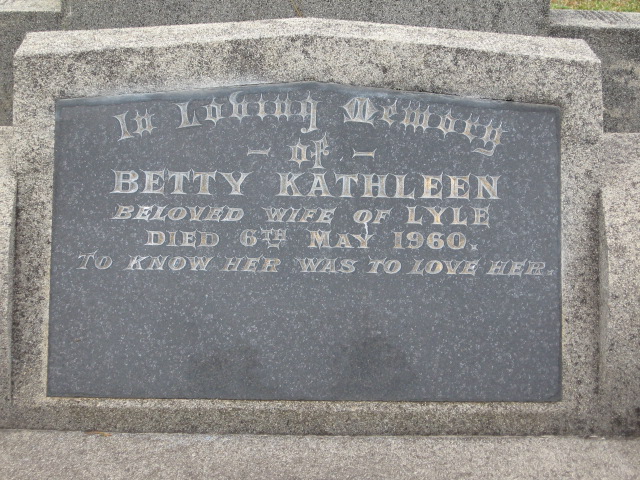 In Loving Memory
– of –
BETTY KATHLEEN
BELOVED WIFE OF LYLE
DIED 6TH MAY 1960.
TO KNOW HER WAS TO LOVE HER.